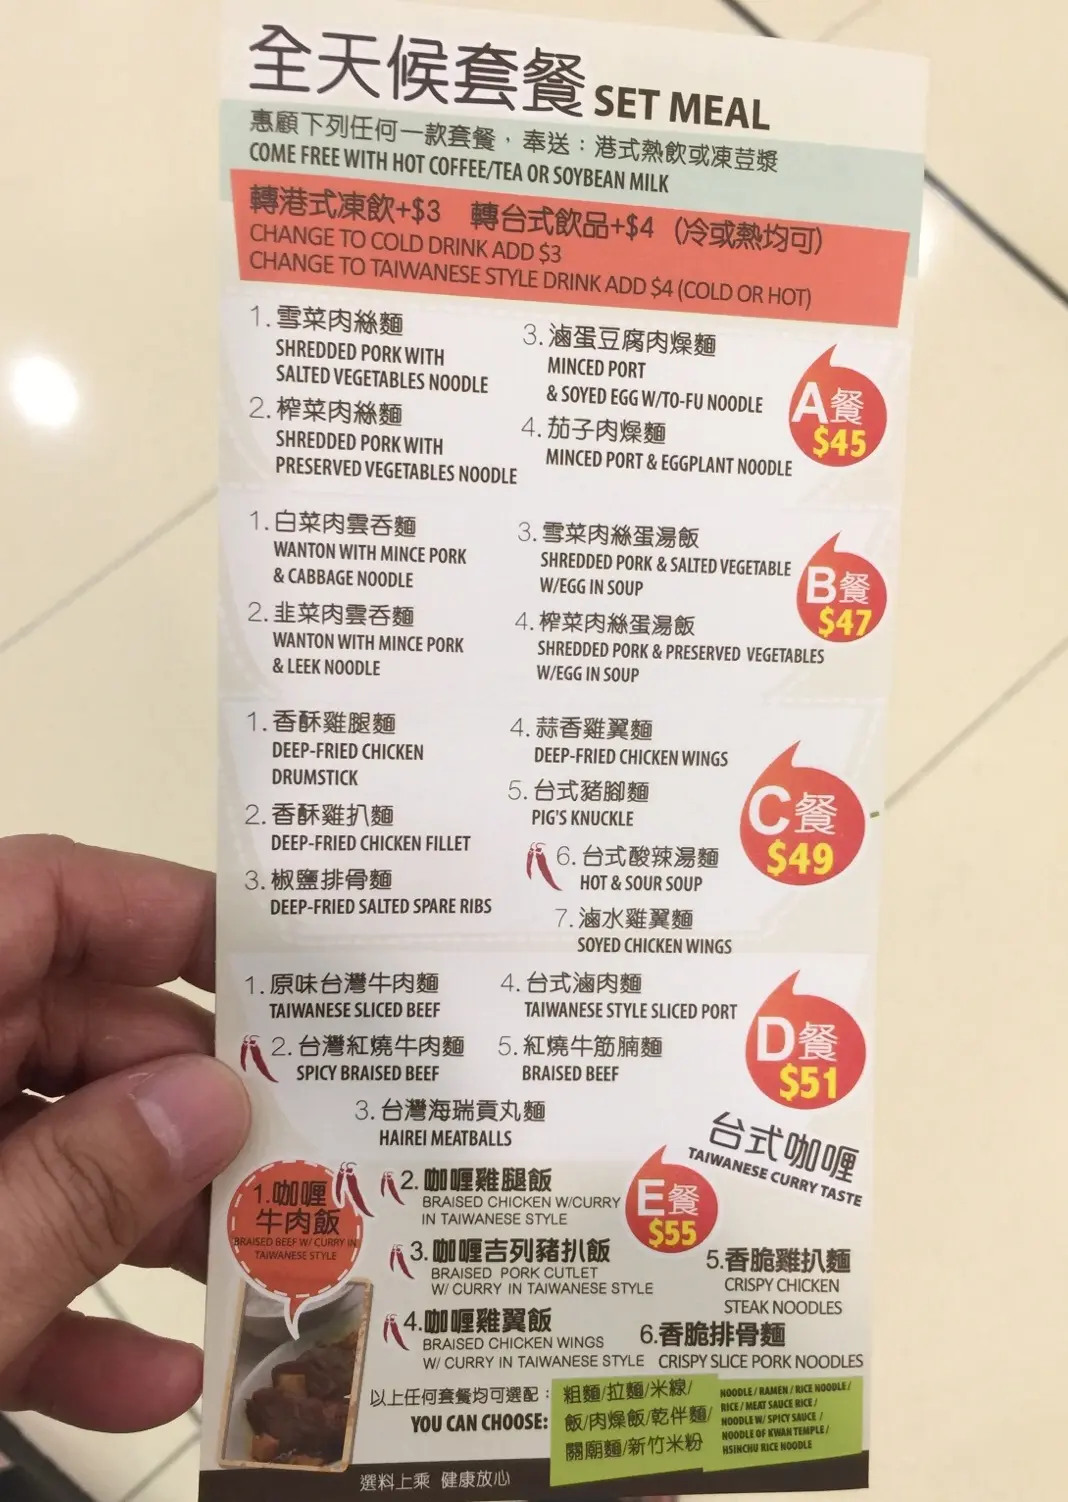 全天候套餐 SET MEAL
惠顧下列任何一款套餐，奉送：港式熱飲或凍荳漿
COME FREE WITH HOT COFFEE/TEA OR SOYBEAN MILK
轉港式凍飲+$3 轉台式飲品+$4 (冷或熱均可)
CHANGE TO COLD DRINK ADD $3
CHANGE TO TAIWANESE STYLE DRINK ADD $4 (COLD OR HOT)
1. 雪菜肉絲麵
SHREDDED PORK WITH
SALTED VEGETABLES NOODLE
2. 榨菜肉絲麵
SHREDDED PORK WITH
PRESERVED VEGETABLES NOODLE
3. 滷蛋豆腐肉燥麵
MINCED PORT
& SOYED EGG W/TO-FU NOODLE
4. 茄子肉燥麵
MINCED PORT & EGGPLANT NOODLE
A餐
$45
1. 白菜肉雲吞麵
WANTON WITH MINCE PORK
& CABBAGE NOODLE
2. 韭菜肉雲吞麵
WANTON WITH MINCE PORK
& LEEK NOODLE
3. 雪菜肉絲蛋湯飯
SHREDDED PORK & SALTED VEGETABLE
W/EGG IN SOUP
4. 榨菜肉絲蛋湯飯
SHREDDED PORK & PRESERVED VEGETABLES
W/EGG IN SOUP
B餐
$47
1. 香酥雞腿麵
DEEP-FRIED CHICKEN
DRUMSTICK
2. 香酥雞扒麵
DEEP-FRIED CHICKEN FILLET
3. 椒鹽排骨麵
DEEP-FRIED SALTED SPARE RIBS
4. 蒜香雞翼麵
DEEP-FRIED CHICKEN WINGS
5. 台式豬腳麵
PIG'S KNUCKLE
6. 台式酸辣湯麵
HOT & SOUR SOUP
7. 滷水雞翼麵
SOYED CHICKEN WINGS
C餐
$49
1. 原味台灣牛肉麵
TAIWANESE SLICED BEEF
2. 台灣紅燒牛肉麵
SPICY BRAISED BEEF
3. 台灣海瑞貢丸麵
HAIREI MEATBALLS
4. 台式滷肉麵
TAIWANESE STYLE SLICED PORT
5. 紅燒牛筋腩麵
BRAISED BEEF
D餐
$51
台式咖喱
TAIWANESE CURRY TASTE
1.咖喱
牛肉飯
BRAISED BEEF W/ CURRY IN
TAIWANESE STYLE
2. 咖喱雞腿飯
BRAISED CHICKEN W/CURRY
IN TAIWANESE STYLE
3. 咖喱吉列豬扒飯
BRAISED PORK CUTLET
W/ CURRY IN TAIWANESE STYLE
4. 咖喱雞翼飯
BRAISED CHICKEN WINGS
W/ CURRY IN TAIWANESE STYLE
E餐
$55
5.香脆雞扒麵
CRISPY CHICKEN
STEAK NOODLES
6.香脆排骨麵
CRISPY SLICE PORK NOODLES
以上任何套餐均可選配：
YOU CAN CHOOSE:
粗麵/拉麵/米線/
飯/肉燥飯/乾伴麵/
關廟麵/新竹米粉
NOODLE / RAMEN / RICE NOODLE /
RICE / MEAT SAUCE RICE /
NOODLE W/ SPICY SAUCE /
NOODLE OF KWAN TEMPLE /
HSINCHU RICE NOODLE
選料上乘 健康放心